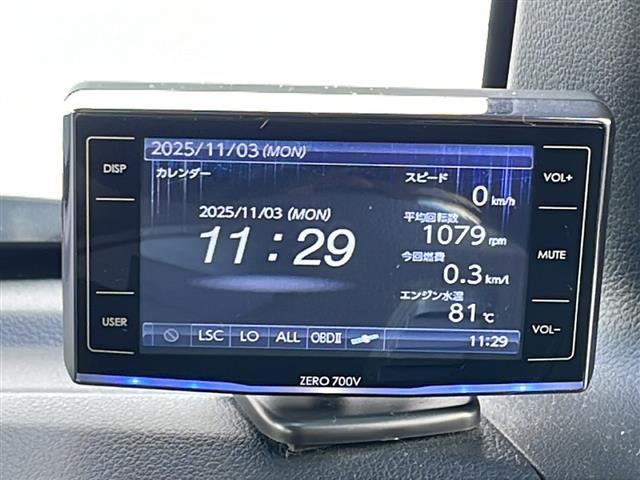 2025/11/03 (MON)
カレンダー
2025/11/03 (MON)
11:29
スピード
0 km/h
平均回転数
1079 rpm
今回燃費
0.3 km/l
エンジン水温
81 ℃
LSC LO ALL OBDⅡ 11:29
DISP
USER
VOL+
MUTE
VOL−
ZERO 700V